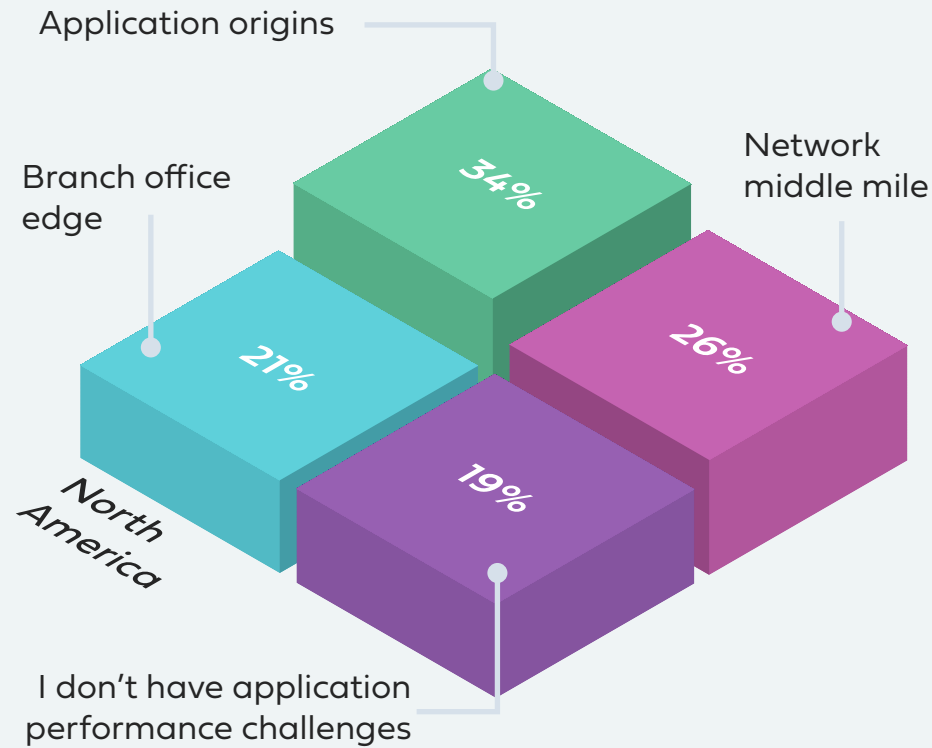 Application origins
34%
Network
middle mile
26%
Branch office
edge
21%
19%
North
America
I don't have application
performance challenges